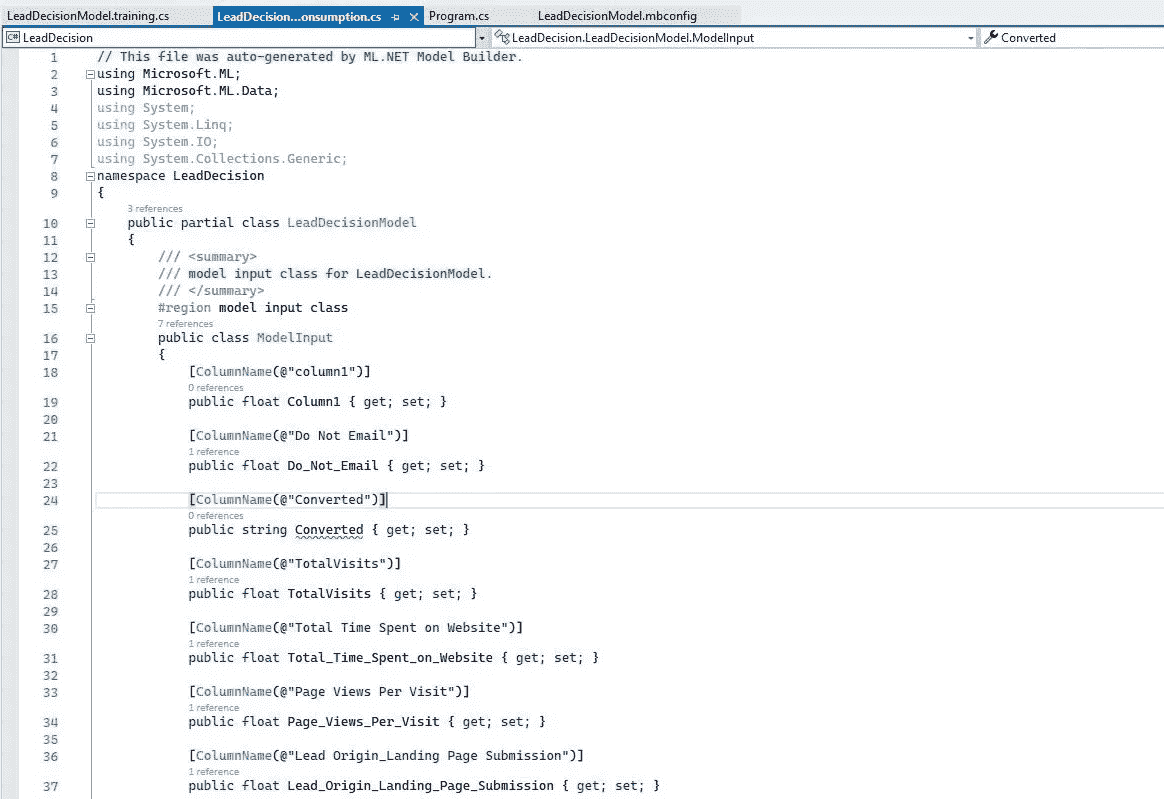 LeadDecisionModel.training.cs LeadDecision...onsumption.cs Program.cs LeadDecisionModel.mbconfig
C# LeadDecision LeadDecision.LeadDecisionModel.ModelInput Converted
1 // This file was auto-generated by ML.NET Model Builder.
2 using Microsoft.ML;
3 using Microsoft.ML.Data;
4 using System;
5 using System.Linq;
6 using System.IO;
7 using System.Collections.Generic;
8 namespace LeadDecision
9 {
3 references
10 public partial class LeadDecisionModel
11 {
12 /// <summary>
13 /// model input class for LeadDecisionModel.
14 /// </summary>
15 #region model input class
7 references
16 public class ModelInput
17 {
18 [ColumnName(@"column1")]
0 references
19 public float Column1 { get; set; }
20
21 [ColumnName(@"Do Not Email")]
1 reference
22 public float Do_Not_Email { get; set; }
23
24 [ColumnName(@"Converted")]
0 references
25 public string Converted { get; set; }
26
27 [ColumnName(@"TotalVisits")]
1 reference
28 public float TotalVisits { get; set; }
29
30 [ColumnName(@"Total Time Spent on Website")]
1 reference
31 public float Total_Time_Spent_on_Website { get; set; }
32
33 [ColumnName(@"Page Views Per Visit")]
1 reference
34 public float Page_Views_Per_Visit { get; set; }
35
36 [ColumnName(@"Lead Origin_Landing Page Submission")]
1 reference
37 public float Lead_Origin_Landing_Page_Submission { get; set; }